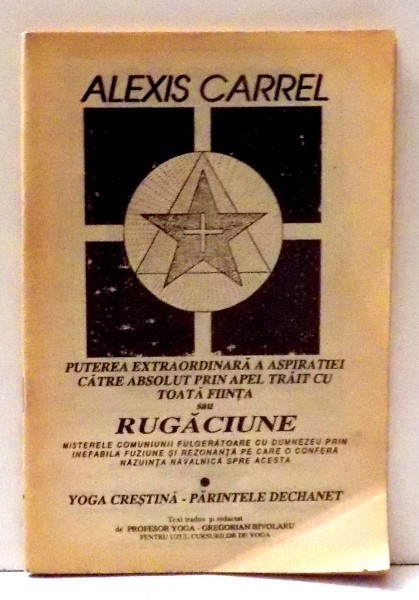 ALEXIS CARREL
PUTEREA EXTRAORDINARĂ A ASPIRAȚIEI
CĂTRE ABSOLUT PRIN APEL TRĂIT CU
TOATĂ FIINȚA
sau
RUGĂCIUNE
MISTERELE COMUNIUNII FULGERĂTOARE CU DUMNEZEU PRIN
INEFABILA FUZIUNE ȘI REZONANȚĂ PE CARE O CONFERĂ
NĂZUINȚA NĂVALNICĂ SPRE ACESTA
YOGA CREȘTINĂ - PĂRINTELE DECHANET
Text tradus și redactat
de PROFESOR YOGA - GREGORIAN BIVOLARU
PENTRU UZUL CURSURILOR DE YOGA